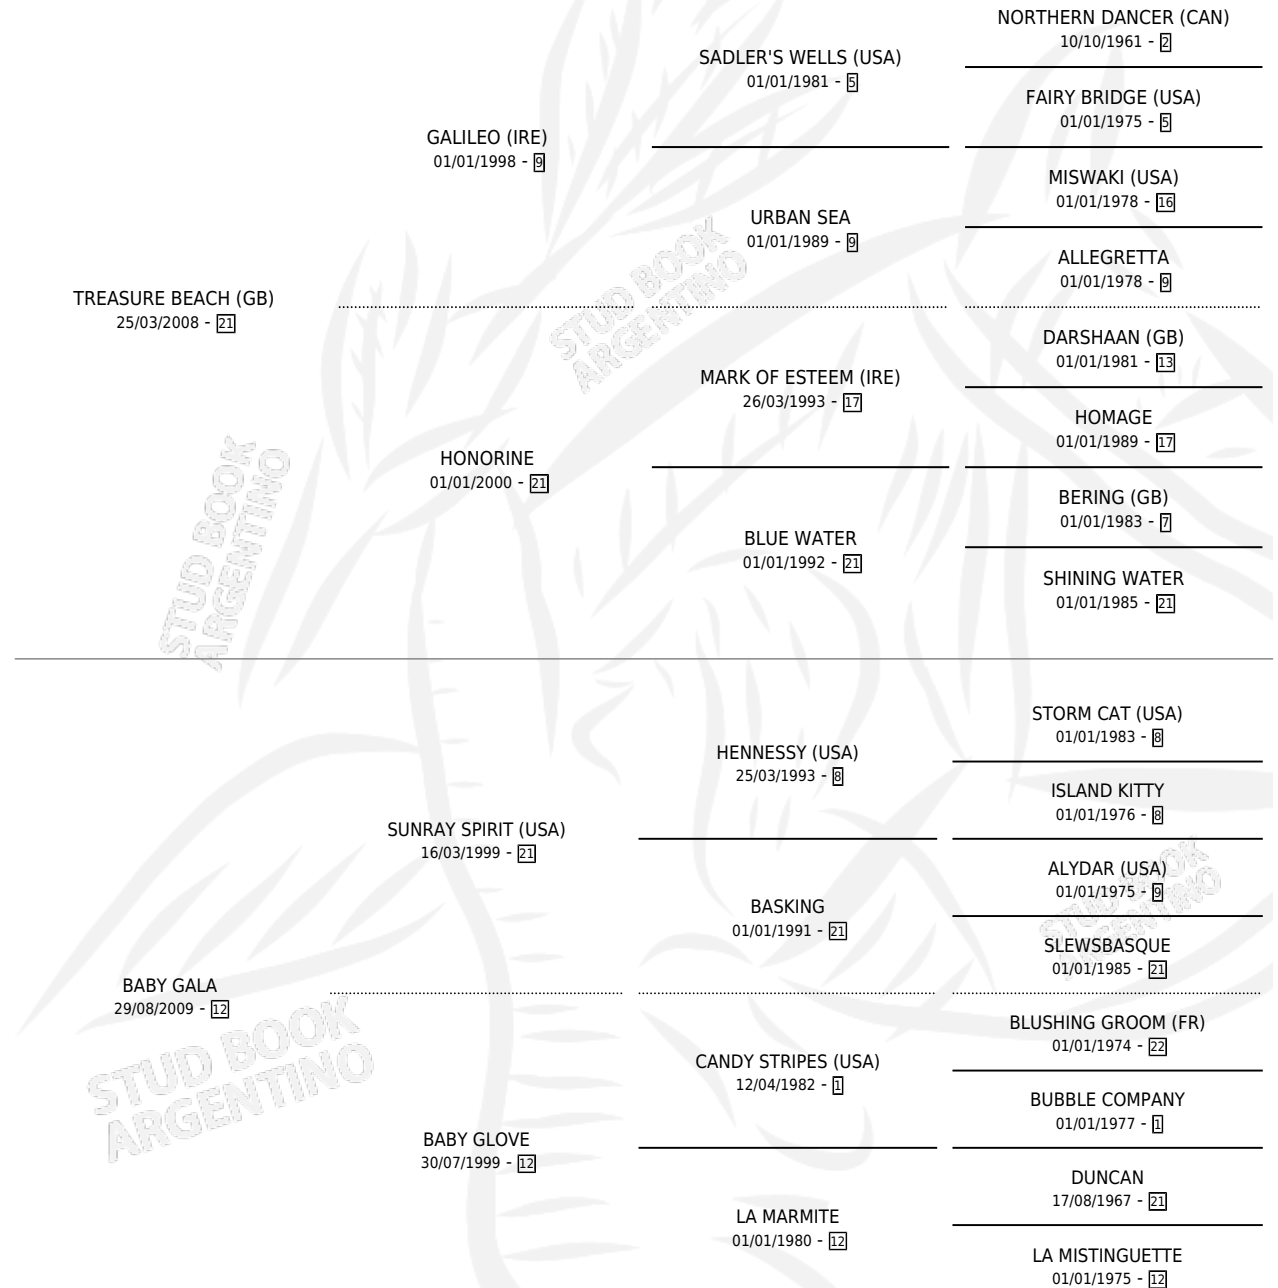 NORTHERN DANCER (CAN)
10/10/1961 - 2
SADLER'S WELLS (USA)
01/01/1981 - 5
FAIRY BRIDGE (USA)
01/01/1975 - 5
GALILEO (IRE)
01/01/1998 - 9
MISWAKI (USA)
01/01/1978 - 16
URBAN SEA
01/01/1989 - 9
ALLEGRETTA
01/01/1978 - 9
TREASURE BEACH (GB)
25/03/2008 - 21
DARSHAAN (GB)
01/01/1981 - 13
MARK OF ESTEEM (IRE)
26/03/1993 - 17
HOMAGE
01/01/1989 - 17
HONORINE
01/01/2000 - 21
BERING (GB)
01/01/1983 - 7
BLUE WATER
01/01/1992 - 21
SHINING WATER
01/01/1985 - 21
STORM CAT (USA)
01/01/1983 - 8
HENNESSY (USA)
25/03/1993 - 8
ISLAND KITTY
01/01/1976 - 8
SUNRAY SPIRIT (USA)
16/03/1999 - 21
ALYDAR (USA)
01/01/1975 - 9
BASKING
01/01/1991 - 21
SLEWSBASQUE
01/01/1985 - 21
BABY GALA
29/08/2009 - 12
BLUSHING GROOM (FR)
01/01/1974 - 22
CANDY STRIPES (USA)
12/04/1982 - 1
BUBBLE COMPANY
01/01/1977 - 1
BABY GLOVE
30/07/1999 - 12
DUNCAN
17/08/1967 - 21
LA MARMITE
01/01/1980 - 12
LA MISTINGUETTE
01/01/1975 - 12
STUD BOOK
ARGENTINO
STUD BOOK
ARGENTINO
STUD BOOK
ARGENTINO
STUD BOOK
ARGENTINO